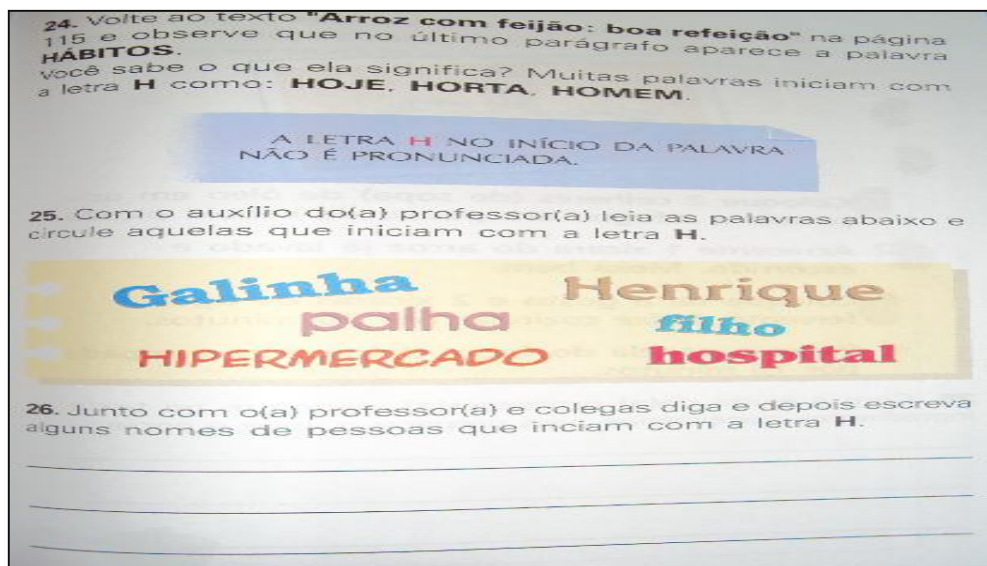 24. Volte ao texto "Arroz com feijão: boa refeição" na página
115 e observe que no último parágrafo aparece a palavra
HÁBITOS.
Você sabe o que ela significa? Muitas palavras iniciam com
a letra H como: HOJE, HORTA, HOMEM.
A LETRA H NO INÍCIO DA PALAVRA
NÃO É PRONUNCIADA.
25. Com o auxílio do(a) professor(a) leia as palavras abaixo e
circule aquelas que iniciam com a letra H.
Galinha Henrique
palha filho
HIPERMERCADO hospital
26. Junto com o(a) professor(a) e colegas diga e depois escreva
alguns nomes de pessoas que inciam com a letra H.